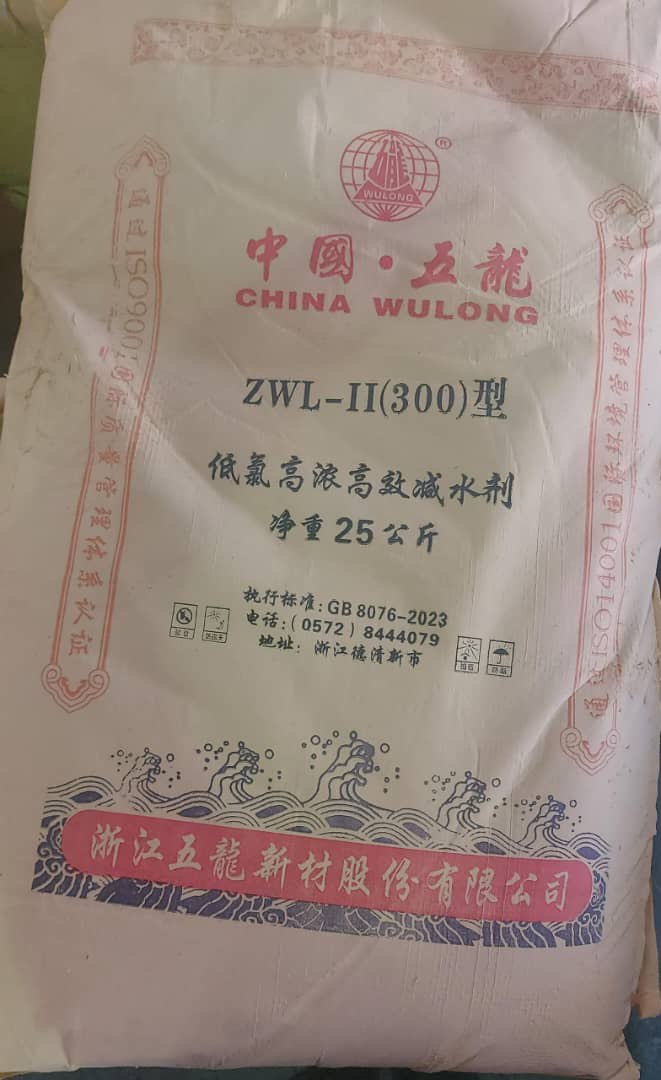 WULONG
®
中國·五龍
CHINA WULONG
ZWL-II(300)型
低氯高浓高效减水剂
净重25公斤
执行标准:GB 8076-2023
电话:(0572)8444079
地址:浙江德清新市
通过ISO9001国际质量管理体系认证
通过ISO14001国际环境管理体系认证
浙江五龍新材股份有限公司